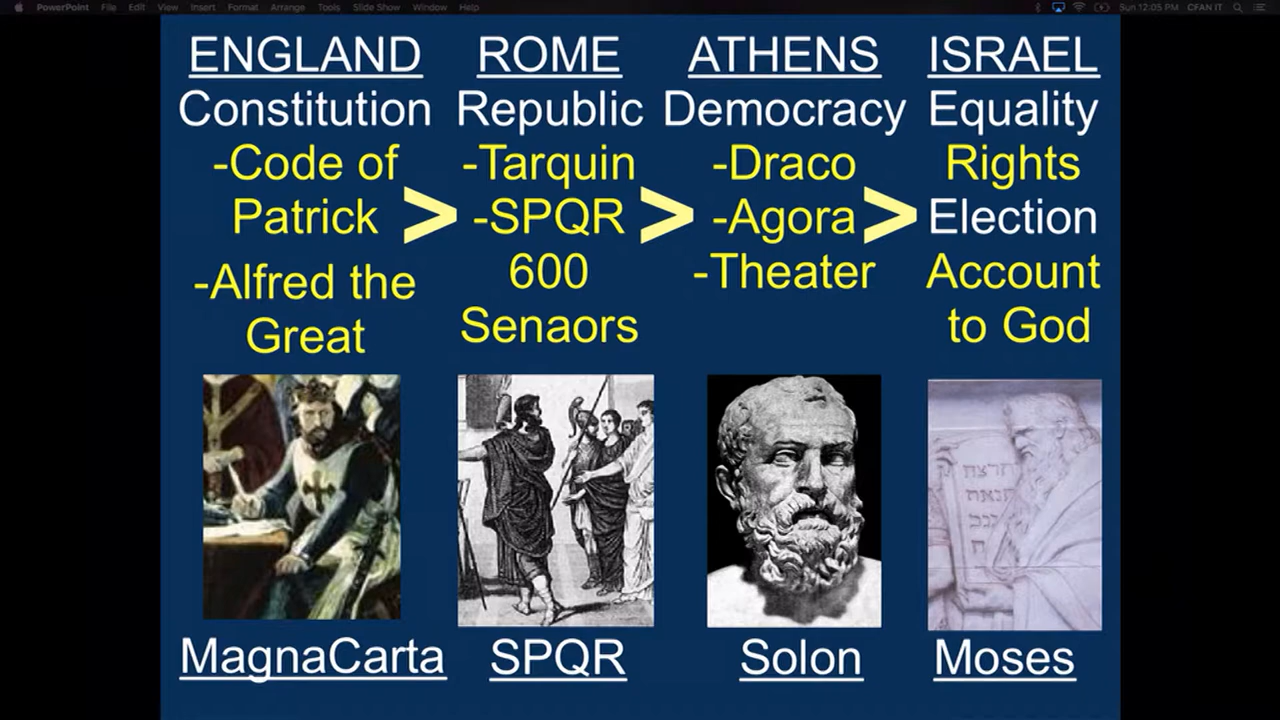 PowerPoint File Edit View Insert Format Arrange Tools Slide Show Window Help Sun 12:05 PM CFAN IT
ENGLAND
Constitution
-Code of
Patrick
-Alfred the
Great
MagnaCarta
>
ROME
Republic
-Tarquin
-SPQR
600
Senaors
SPQR
>
ATHENS
Democracy
-Draco
-Agora
-Theater
Solon
>
ISRAEL
Equality
Rights
Election
Account
to God
Moses